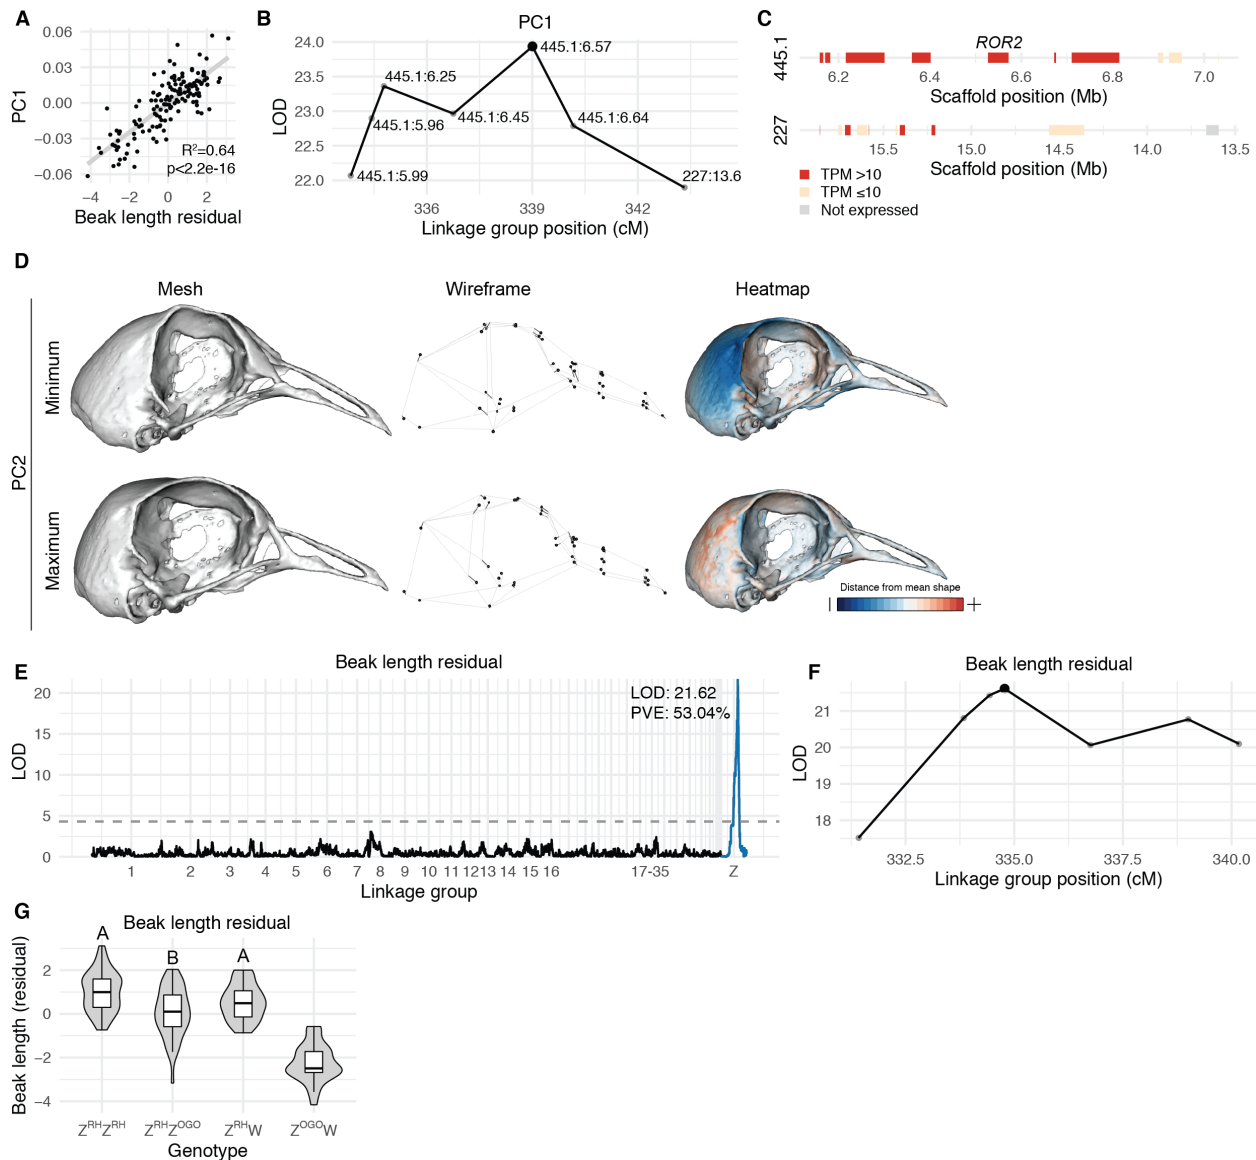 A
0.06
0.03
0.00
−0.03
−0.06
PC1
R²=0.64
p<2.2e-16
−4 −2 0 2
Beak length residual
B
PC1
24.0
23.5
23.0
22.5
22.0
LOD
445.1:6.57
445.1:6.25
445.1:5.96
445.1:6.45
445.1:6.64
445.1:5.99
227:13.6
336 339 342
Linkage group position (cM)
C
445.1
ROR2
6.2 6.4 6.6 6.8 7.0
Scaffold position (Mb)
227
15.5 15.0 14.5 14.0 13.5
Scaffold position (Mb)
TPM >10
TPM ≤10
Not expressed
D
Mesh Wireframe Heatmap
PC2
Minimum
Maximum
Distance from mean shape
− +
E
Beak length residual
LOD: 21.62
PVE: 53.04%
20
15
10
5
0
LOD
1 2 3 4 5 6 7 8 9 10 11 12 13 14 15 16 17-35 Z
Linkage group
F
Beak length residual
21
20
19
18
LOD
332.5 335.0 337.5 340.0
Linkage group position (cM)
G
Beak length residual
A B A
2
0
−2
−4
Beak length (residual)
Z^RH Z^RH Z^RH Z^OGO Z^RH W Z^OGO W
Genotype